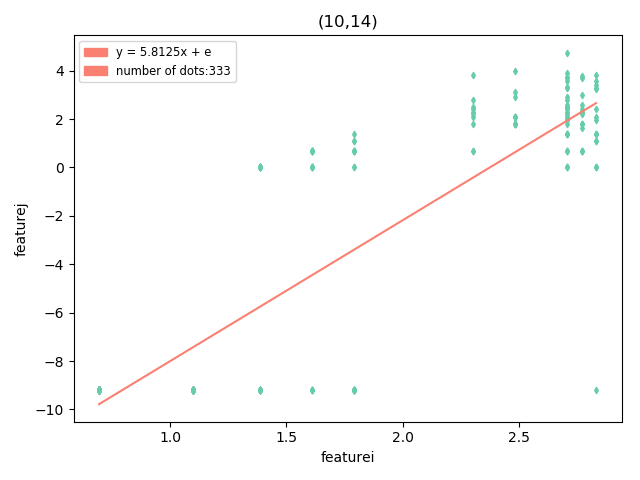 (10,14)
y = 5.8125x + e
number of dots:333
4
2
0
−2
−4
−6
−8
−10
featurej
1.0 1.5 2.0 2.5
featurei